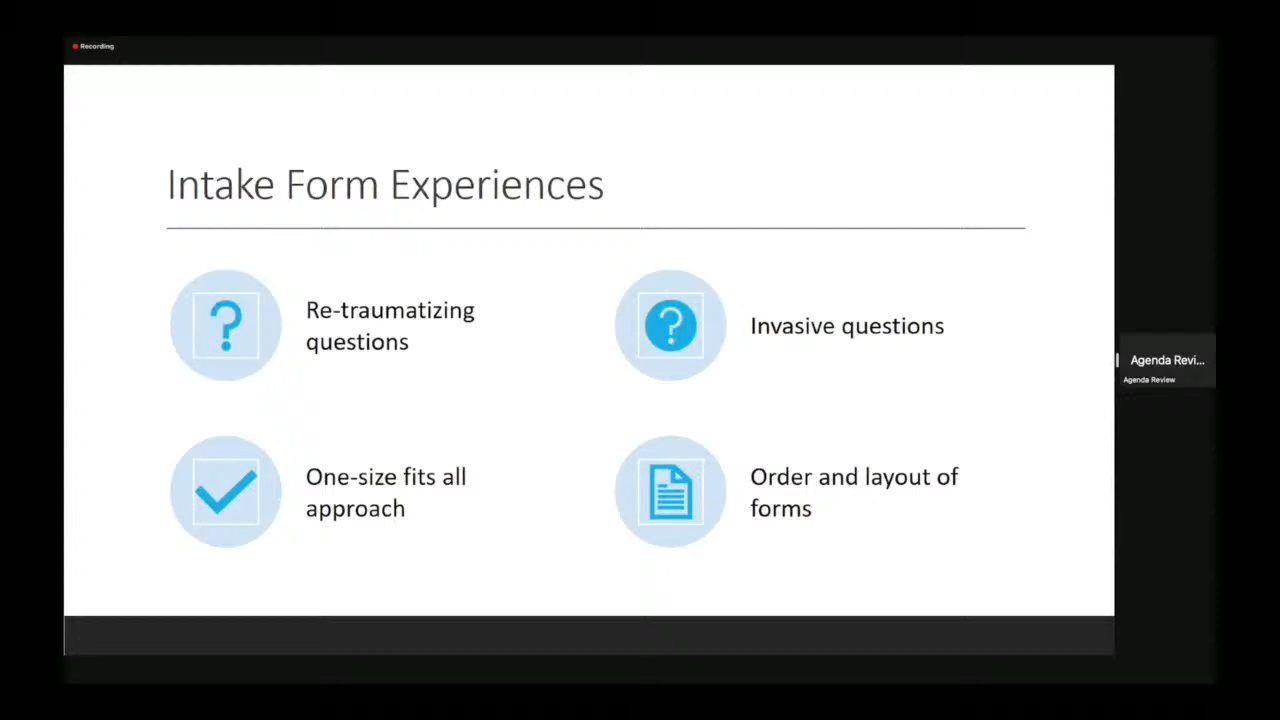 Recording
Intake Form Experiences
Re-traumatizing
questions
Invasive questions
One-size fits all
approach
Order and layout of
forms
Agenda Revi...
Agenda Review